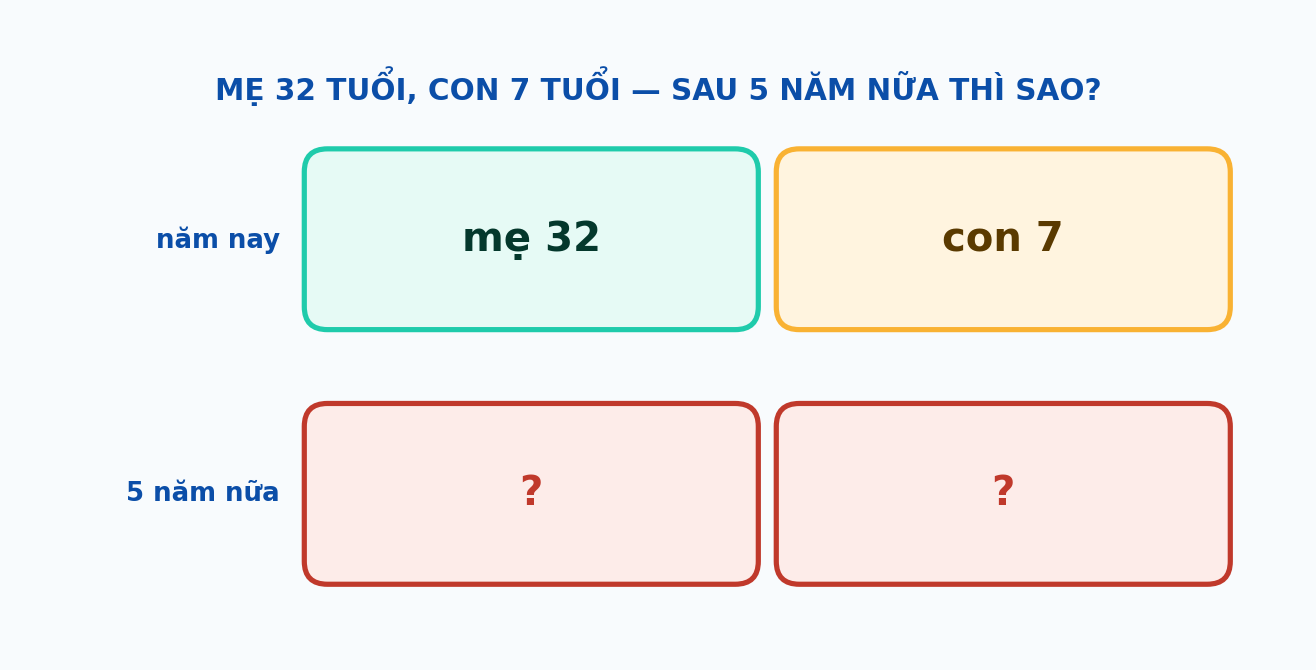 MẸ 32 TUỔI, CON 7 TUỔI — SAU 5 NĂM NỮA THÌ SAO?
năm nay
mẹ 32
con 7
5 năm nữa
?
?